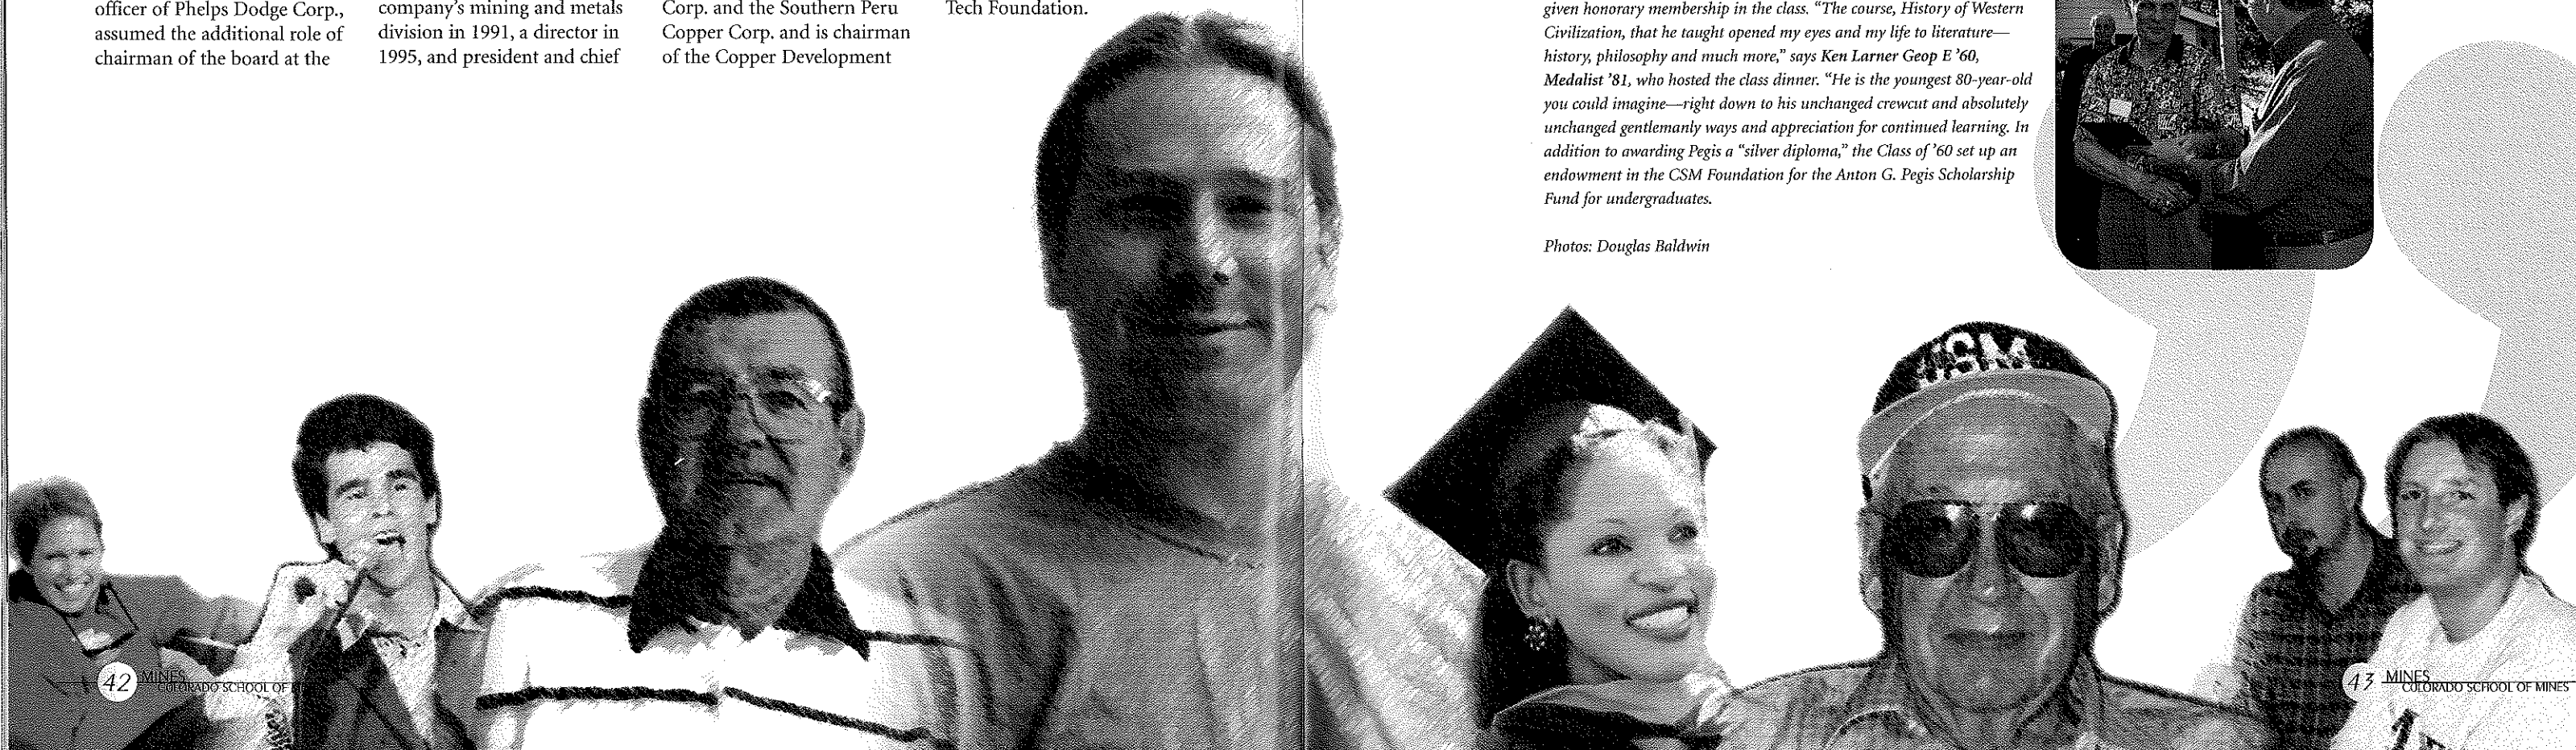 officer of Phelps Dodge Corp.,
assumed the additional role of
chairman of the board at the
company's mining and metals
division in 1991, a director in
1995, and president and chief
Corp. and the Southern Peru
Copper Corp. and is chairman
of the Copper Development
Tech Foundation.
given honorary membership in the class. “The course, History of Western
Civilization, that he taught opened my eyes and my life to literature—
history, philosophy and much more,” says Ken Larner Geop E ’60,
Medalist ’81, who hosted the class dinner. “He is the youngest 80-year-old
you could imagine—right down to his unchanged crewcut and absolutely
unchanged gentlemanly ways and appreciation for continued learning. In
addition to awarding Pegis a “silver diploma,” the Class of ’60 set up an
endowment in the CSM Foundation for the Anton G. Pegis Scholarship
Fund for undergraduates.
Photos: Douglas Baldwin
42 MINES
COLORADO SCHOOL OF
43 MINES
COLORADO SCHOOL OF MINES